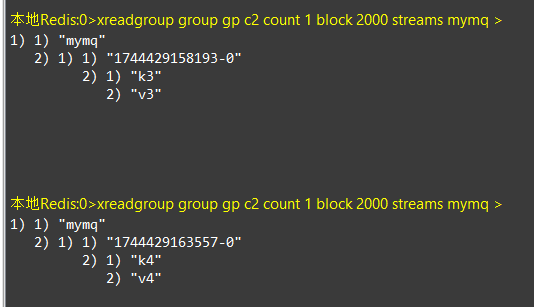 本地Redis:0>xreadgroup group gp c2 count 1 block 2000 streams mymq >
1) 1) "mymq"
2) 1) 1) "1744429158193-0"
2) 1) "k3"
2) "v3"
本地Redis:0>xreadgroup group gp c2 count 1 block 2000 streams mymq >
1) 1) "mymq"
2) 1) 1) "1744429163557-0"
2) 1) "k4"
2) "v4"